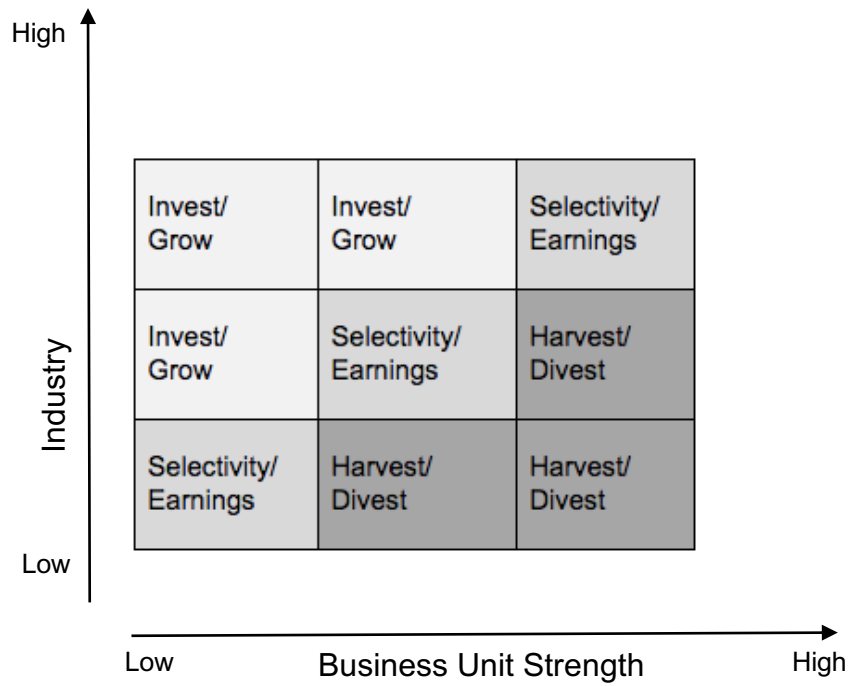 High
Invest/
Grow
Invest/
Grow
Selectivity/
Earnings
Invest/
Grow
Selectivity/
Earnings
Harvest/
Divest
Industry
Selectivity/
Earnings
Harvest/
Divest
Harvest/
Divest
Low
Low
Business Unit Strength
High